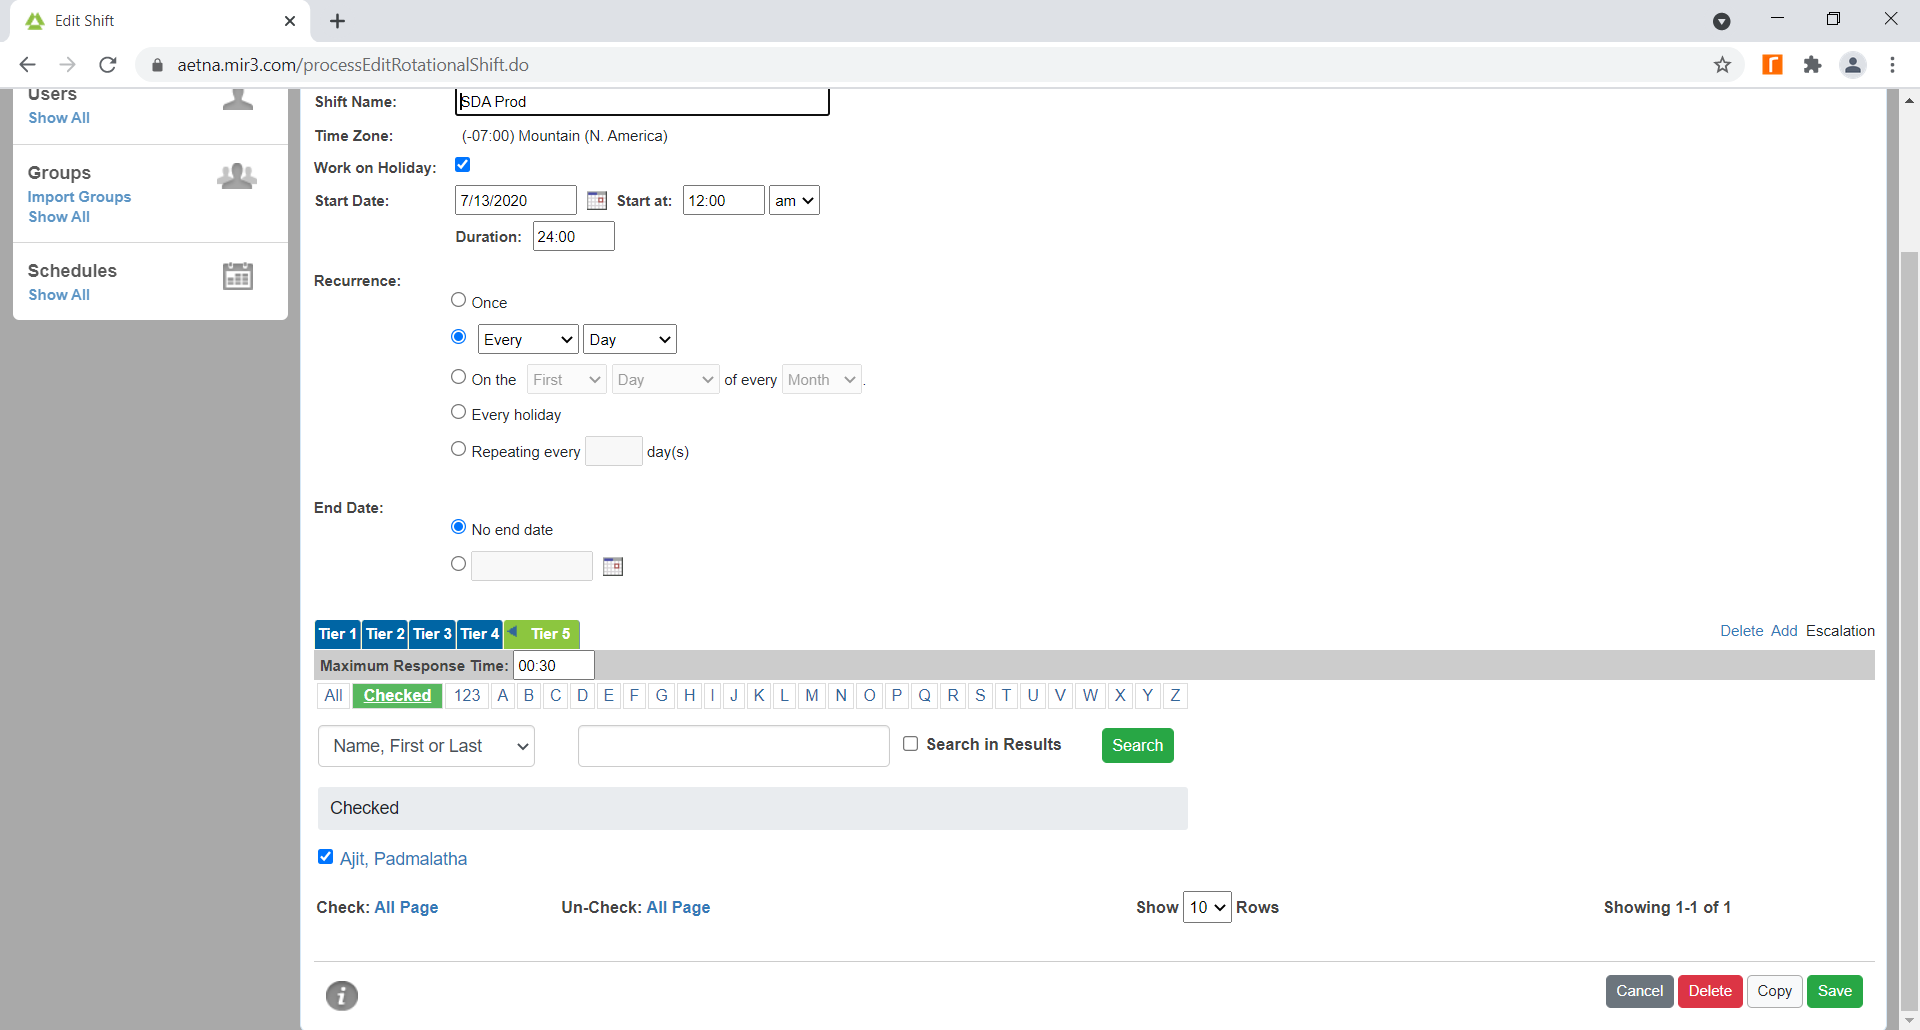 Edit Shift
aetna.mir3.com/processEditRotationalShift.do
Users
Show All
Groups
Import Groups
Show All
Schedules
Show All
Shift Name: SDA Prod
Time Zone: (-07:00) Mountain (N. America)
Work on Holiday:
Start Date: 7/13/2020 Start at: 12:00 am
Duration: 24:00
Recurrence:
Once
Every Day
On the First Day of every Month .
Every holiday
Repeating every day(s)
End Date:
No end date
Tier 1 Tier 2 Tier 3 Tier 4 Tier 5 Delete Add Escalation
Maximum Response Time: 00:30
All Checked 123 A B C D E F G H I J K L M N O P Q R S T U V W X Y Z
Name, First or Last Search in Results Search
Checked
Ajit, Padmalatha
Check: All Page Un-Check: All Page Show 10 Rows Showing 1-1 of 1
i Cancel Delete Copy Save